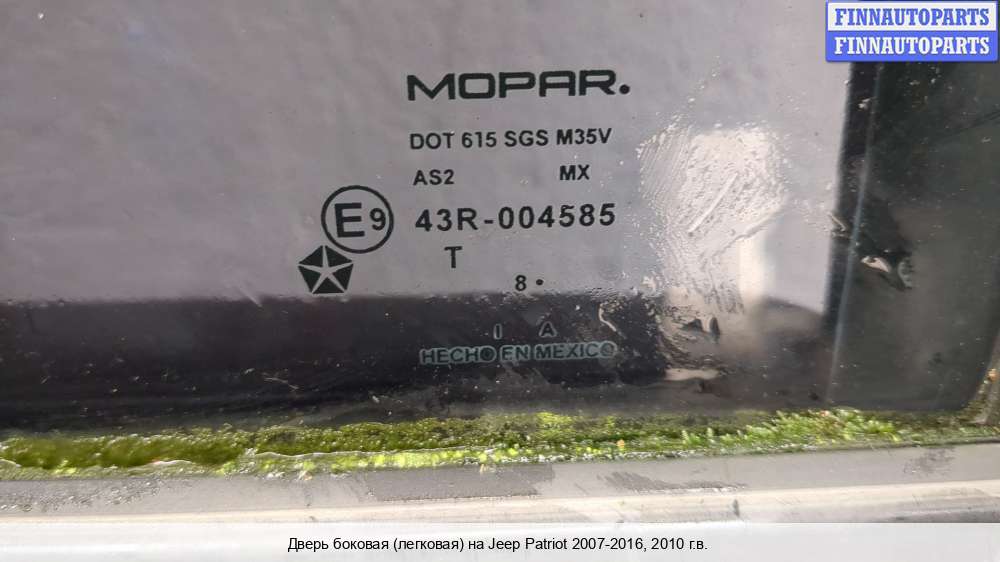 FINNAUTOPARTS
FINNAUTOPARTS
MOPAR.
DOT 615 SGS M35V
AS2 MX
E9 43R-004585
T
8 •
I A
HECHO EN MEXICO
Дверь боковая (легковая) на Jeep Patriot 2007-2016, 2010 г.в.